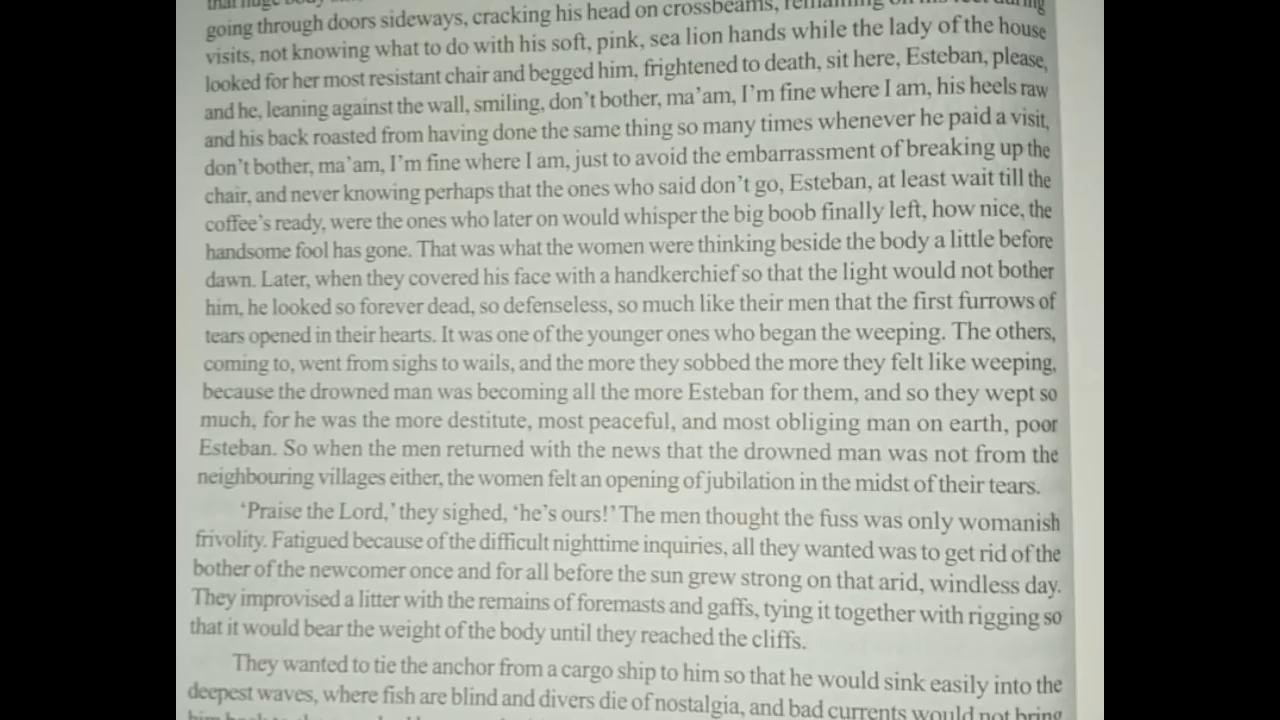 that huge body
going through doors sideways, cracking his head on crossbeams, remaining on his feet during
visits, not knowing what to do with his soft, pink, sea lion hands while the lady of the house
looked for her most resistant chair and begged him, frightened to death, sit here, Esteban, please,
and he, leaning against the wall, smiling, don't bother, ma'am, I'm fine where I am, his heels raw
and his back roasted from having done the same thing so many times whenever he paid a visit,
don't bother, ma'am, I'm fine where I am, just to avoid the embarrassment of breaking up the
chair, and never knowing perhaps that the ones who said don't go, Esteban, at least wait till the
coffee's ready, were the ones who later on would whisper the big boob finally left, how nice, the
handsome fool has gone. That was what the women were thinking beside the body a little before
dawn. Later, when they covered his face with a handkerchief so that the light would not bother
him, he looked so forever dead, so defenseless, so much like their men that the first furrows of
tears opened in their hearts. It was one of the younger ones who began the weeping. The others,
coming to, went from sighs to wails, and the more they sobbed the more they felt like weeping,
because the drowned man was becoming all the more Esteban for them, and so they wept so
much, for he was the more destitute, most peaceful, and most obliging man on earth, poor
Esteban. So when the men returned with the news that the drowned man was not from the
neighbouring villages either, the women felt an opening of jubilation in the midst of their tears.
‘Praise the Lord,’ they sighed, ‘he's ours!’ The men thought the fuss was only womanish
frivolity. Fatigued because of the difficult nighttime inquiries, all they wanted was to get rid of the
bother of the newcomer once and for all before the sun grew strong on that arid, windless day.
They improvised a litter with the remains of foremasts and gaffs, tying it together with rigging so
that it would bear the weight of the body until they reached the cliffs.
They wanted to tie the anchor from a cargo ship to him so that he would sink easily into the
deepest waves, where fish are blind and divers die of nostalgia, and bad currents would not bring